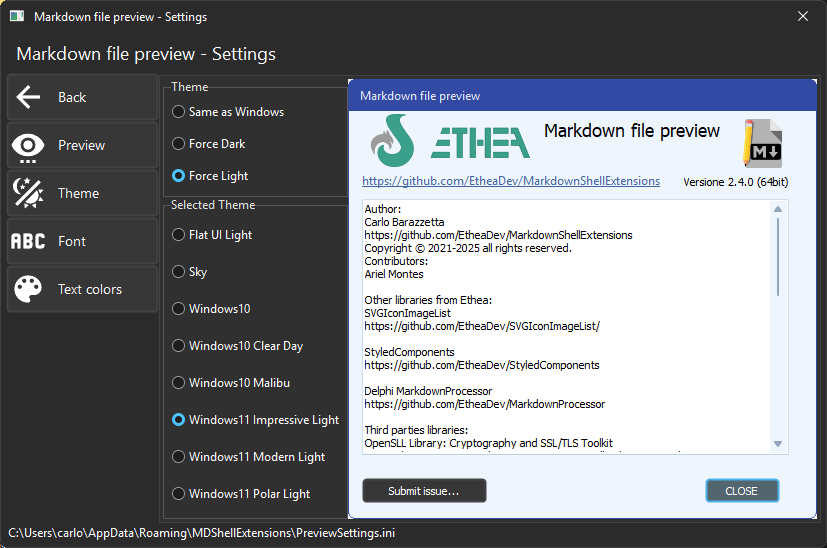 Markdown file preview - Settings
Markdown file preview - Settings
Back
Preview
Theme
ABC Font
Text colors
Theme
Same as Windows
Force Dark
Force Light
Selected Theme
Flat UI Light
Sky
Windows10
Windows10 Clear Day
Windows10 Malibu
Windows11 Impressive Light
Windows11 Modern Light
Windows11 Polar Light
Markdown file preview
ETHEA
Markdown file preview
M
https://github.com/EtheaDev/MarkdownShellExtensions
Versione 2.4.0 (64bit)
Author:
Carlo Barazzetta
https://github.com/EtheaDev/MarkdownShellExtensions
Copyright © 2021-2025 all rights reserved.
Contributors:
Ariel Montes
Other libraries from Ethea:
SVGIconImageList
https://github.com/EtheaDev/SVGIconImageList/
StyledComponents
https://github.com/EtheaDev/StyledComponents
Delphi MarkdownProcessor
https://github.com/EtheaDev/MarkdownProcessor
Third parties libraries:
OpenSLL Library: Cryptography and SSL/TLS Toolkit
Submit issue...
CLOSE
C:\Users\carlo\AppData\Roaming\MDShellExtensions\PreviewSettings.ini